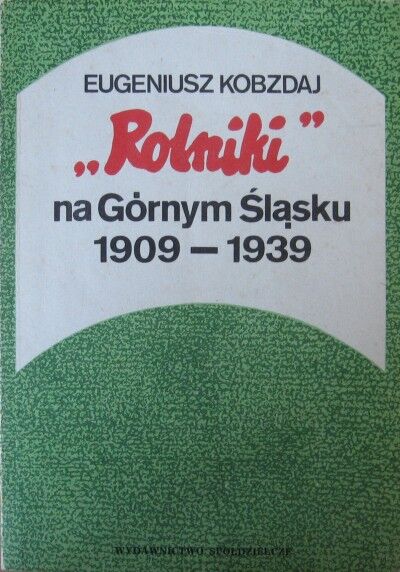 EUGENIUSZ KOBZDAJ
„Rolniki”
na Górnym Śląsku
1909 — 1939
WYDAWNICTWO SPÓŁDZIELCZE